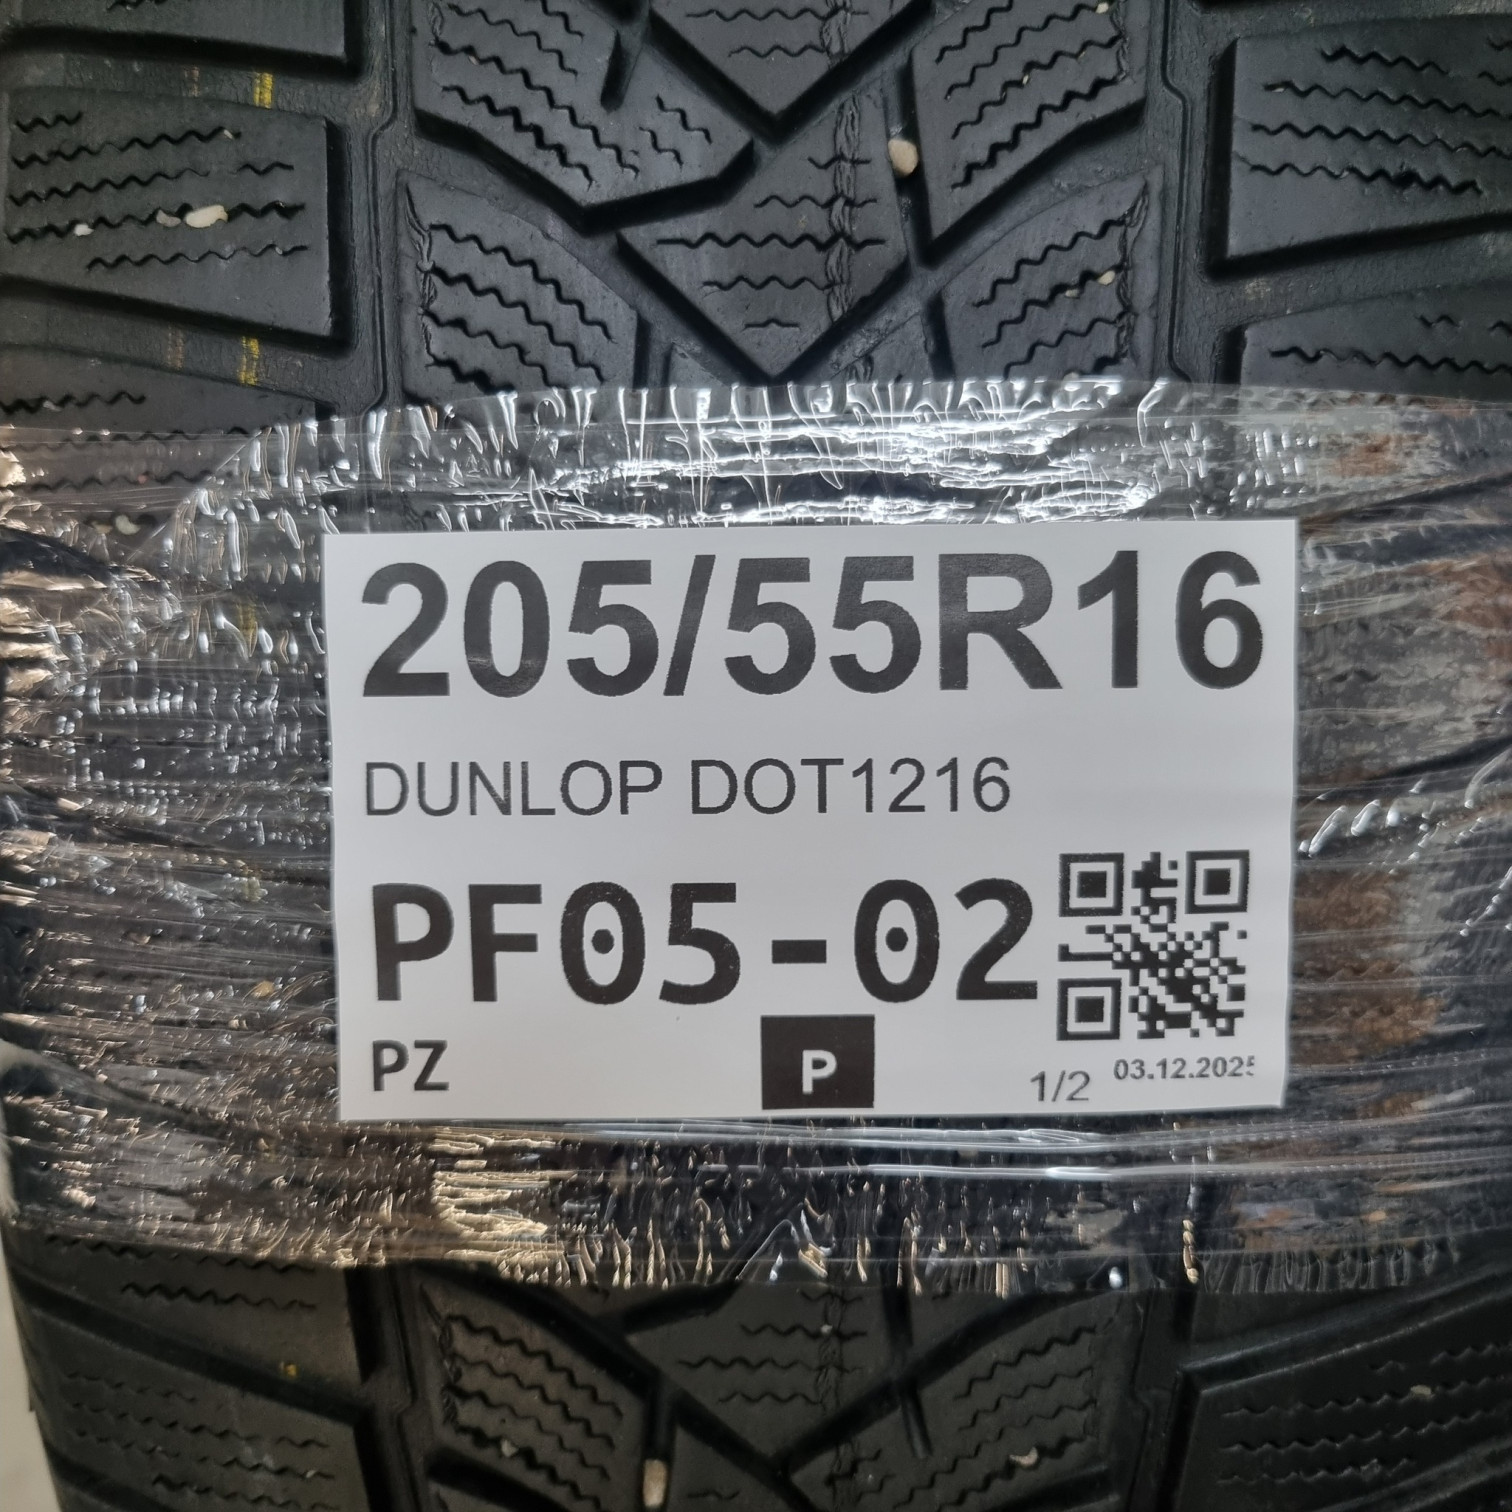 205/55R16
DUNLOP DOT1216
PF05-02
PZ
P
1/2
03.12.2025